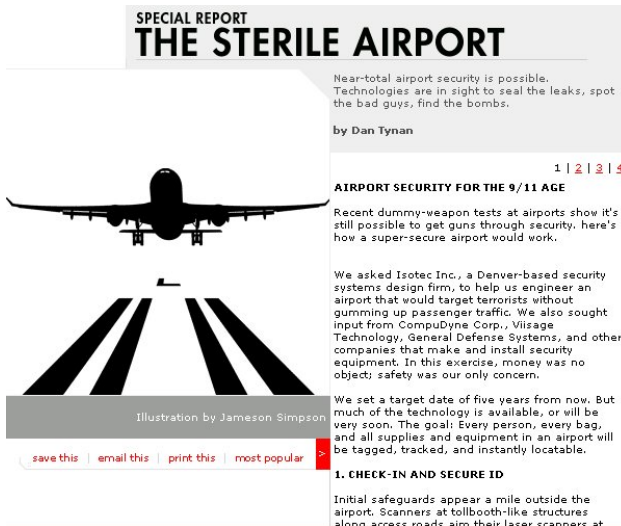 SPECIAL REPORT
THE STERILE AIRPORT
Near-total airport security is possible.
Technologies are in sight to seal the leaks, spot
the bad guys, find the bombs.
by Dan Tynan
1 | 2 | 3 | 4
AIRPORT SECURITY FOR THE 9/11 AGE
Recent dummy-weapon tests at airports show it's
still possible to get guns through security. here's
how a super-secure airport would work.
We asked Isotec Inc., a Denver-based security
systems design firm, to help us engineer an
airport that would target terrorists without
gumming up passenger traffic. We also sought
input from CompuDyne Corp., Viisage
Technology, General Defense Systems, and other
companies that make and install security
equipment. In this exercise, money was no
object; safety was our only concern.
We set a target date of five years from now. But
much of the technology is available, or will be
very soon. The goal: Every person, every bag,
and all supplies and equipment in an airport will
be tagged, tracked, and instantly locatable.
1. CHECK-IN AND SECURE ID
Initial safeguards appear a mile outside the
airport. Scanners at tollbooth-like structures
along access roads aim their laser scanners at
Illustration by Jameson Simpson
save this | email this | print this | most popular >